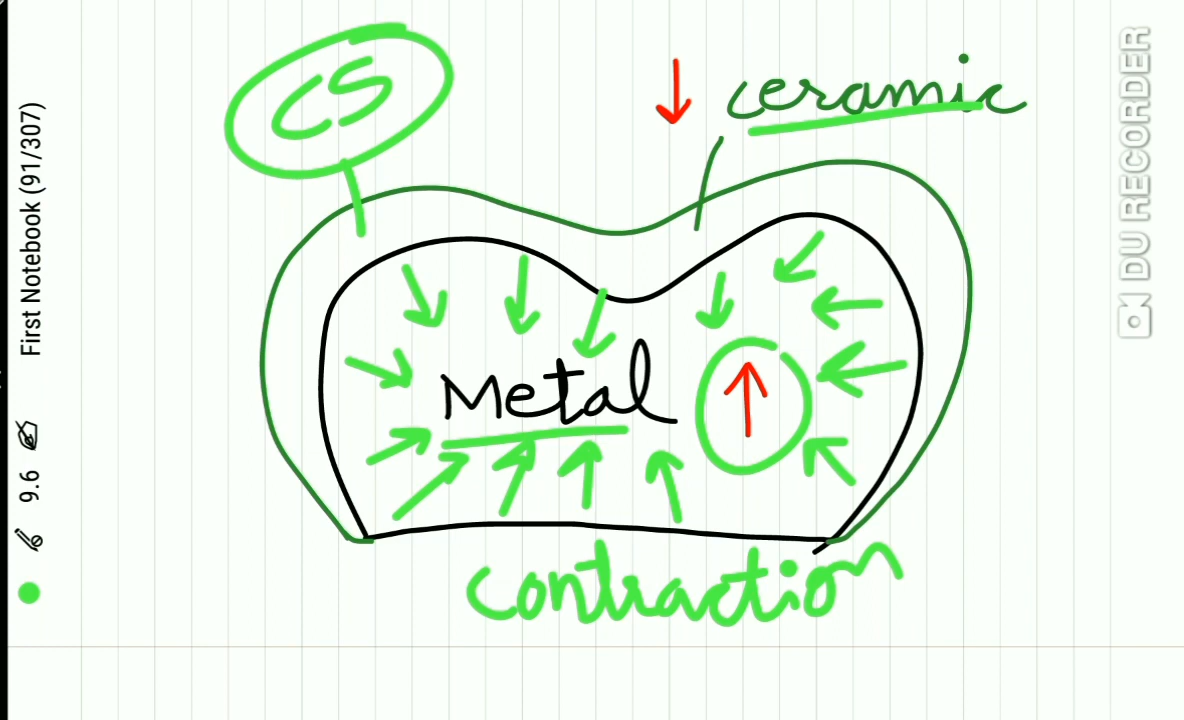 CS
ceramic
Metal
contraction
First Notebook (91/307)
9.6
DU RECORDER